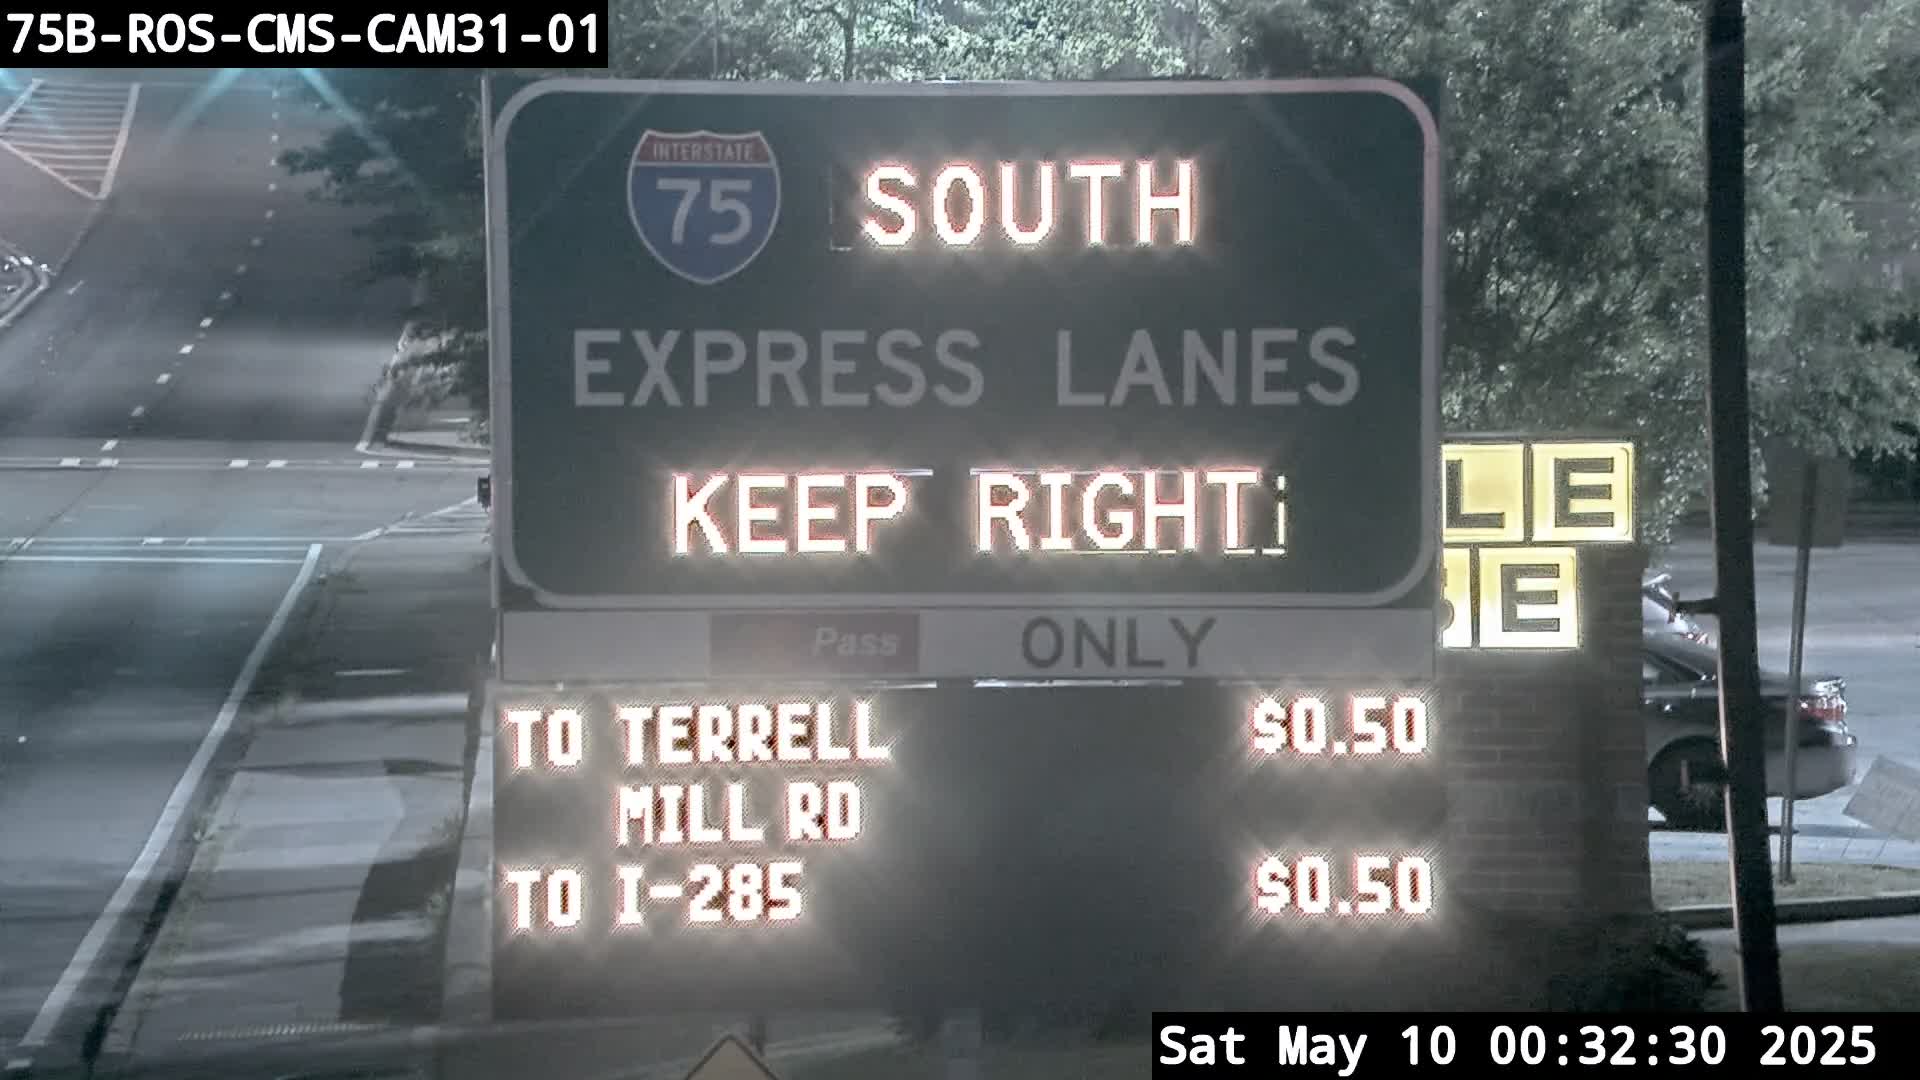 75B-ROS-CMS-CAM31-01
INTERSTATE
75
SOUTH
EXPRESS LANES
KEEP RIGHT
Pass ONLY
TO TERRELL $0.50
MILL RD
TO I-285 $0.50
LE
E
Sat May 10 00:32:30 2025